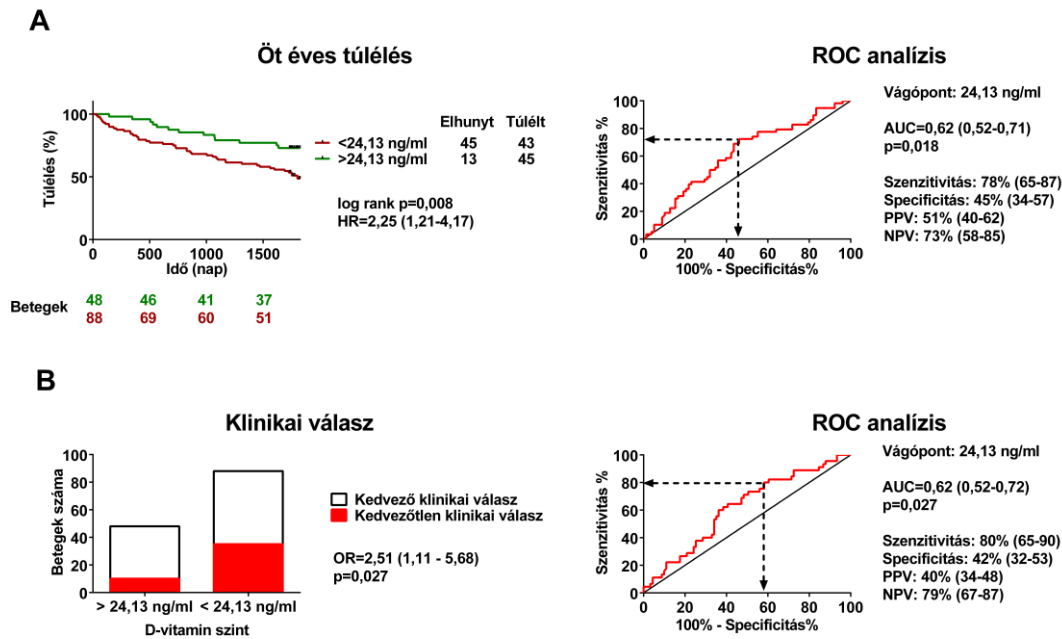 A
Öt éves túlélés
Túlélés (%)
100
50
0
0 500 1000 1500
Idő (nap)
Elhunyt Túlélt
<24,13 ng/ml 45 43
>24,13 ng/ml 13 45
log rank p=0,008
HR=2,25 (1,21-4,17)
Betegek
48 46 41 37
88 69 60 51
ROC analízis
Szenzitivitás %
100
80
60
40
20
0
0 20 40 60 80 100
100% - Specificitás%
Vágópont: 24,13 ng/ml
AUC=0,62 (0,52-0,71)
p=0,018
Szenzitivitás: 78% (65-87)
Specificitás: 45% (34-57)
PPV: 51% (40-62)
NPV: 73% (58-85)
B
Klinikai válasz
Betegek száma
100
80
60
40
20
0
> 24,13 ng/ml < 24,13 ng/ml
D-vitamin szint
Kedvező klinikai válasz
Kedvezőtlen klinikai válasz
OR=2,51 (1,11 - 5,68)
p=0,027
ROC analízis
Szenzitivitás %
100
80
60
40
20
0
0 20 40 60 80 100
100% - Specificitás%
Vágópont: 24,13 ng/ml
AUC=0,62 (0,52-0,72)
p=0,027
Szenzitivitás: 80% (65-90)
Specificitás: 42% (32-53)
PPV: 40% (34-48)
NPV: 79% (67-87)